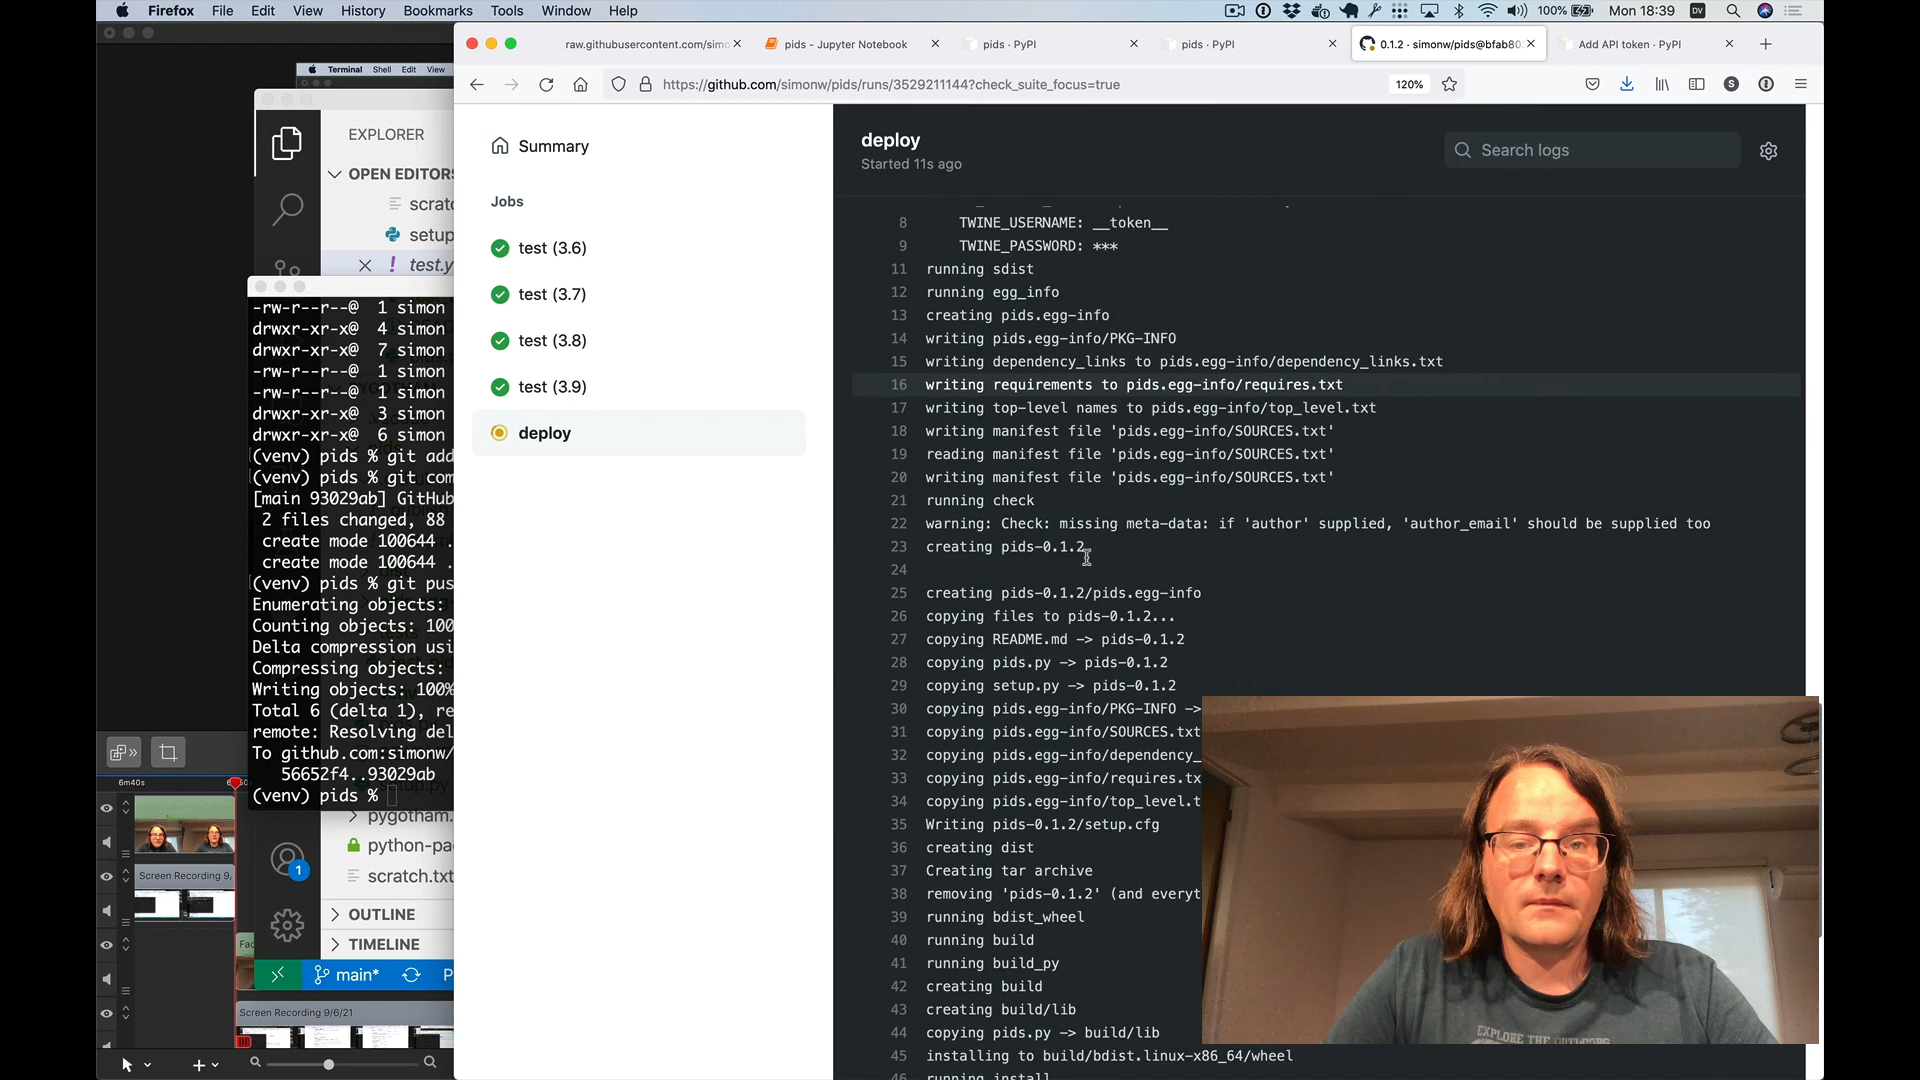 Firefox File Edit View History Bookmarks Tools Window Help 100% Mon 18:39
Terminal Shell Edit View
raw.githubusercontent.com/simo
pids - Jupyter Notebook
pids · PyPI
pids · PyPI
0.1.2 · simonw/pids@bfab80
Add API token · PyPI
https://github.com/simonw/pids/runs/3529211144?check_suite_focus=true
120%
EXPLORER
OPEN EDITORS
scratc
setup
test.y
-rw-r--r--@ 1 simon
drwxr-xr-x@ 4 simon
drwxr-xr-x@ 7 simon
-rw-r--r--@ 1 simon
-rw-r--r--@ 1 simon
drwxr-xr-x@ 3 simon
drwxr-xr-x@ 6 simon
(venv) pids % git add
(venv) pids % git com
[main 93029ab] GitHub
2 files changed, 88
create mode 100644 .
create mode 100644 .
(venv) pids % git pus
Enumerating objects:
Counting objects: 100
Delta compression usi
Compressing objects:
Writing objects: 100%
Total 6 (delta 1), re
remote: Resolving del
To github.com:simonw/
56652f4..93029ab
(venv) pids %
pygotham.
python-pa
scratch.txt
OUTLINE
TIMELINE
1
main*
6m40s
Screen Recording 9,
Screen Recording 9/6/21
Summary
Jobs
test (3.6)
test (3.7)
test (3.8)
test (3.9)
deploy
deploy
Started 11s ago
Search logs
8 TWINE_USERNAME: __token__
9 TWINE_PASSWORD: ***
11 running sdist
12 running egg_info
13 creating pids.egg-info
14 writing pids.egg-info/PKG-INFO
15 writing dependency_links to pids.egg-info/dependency_links.txt
16 writing requirements to pids.egg-info/requires.txt
17 writing top-level names to pids.egg-info/top_level.txt
18 writing manifest file 'pids.egg-info/SOURCES.txt'
19 reading manifest file 'pids.egg-info/SOURCES.txt'
20 writing manifest file 'pids.egg-info/SOURCES.txt'
21 running check
22 warning: Check: missing meta-data: if 'author' supplied, 'author_email' should be supplied too
23 creating pids-0.1.2
24
25 creating pids-0.1.2/pids.egg-info
26 copying files to pids-0.1.2...
27 copying README.md -> pids-0.1.2
28 copying pids.py -> pids-0.1.2
29 copying setup.py -> pids-0.1.2
30 copying pids.egg-info/PKG-INFO ->
31 copying pids.egg-info/SOURCES.txt
32 copying pids.egg-info/dependency_
33 copying pids.egg-info/requires.tx
34 copying pids.egg-info/top_level.t
35 Writing pids-0.1.2/setup.cfg
36 creating dist
37 Creating tar archive
38 removing 'pids-0.1.2' (and everyt
39 running bdist_wheel
40 running build
41 running build_py
42 creating build
43 creating build/lib
44 copying pids.py -> build/lib
45 installing to build/bdist.linux-x86_64/wheel
46 running install
EXPLORE THE OUTDOORS